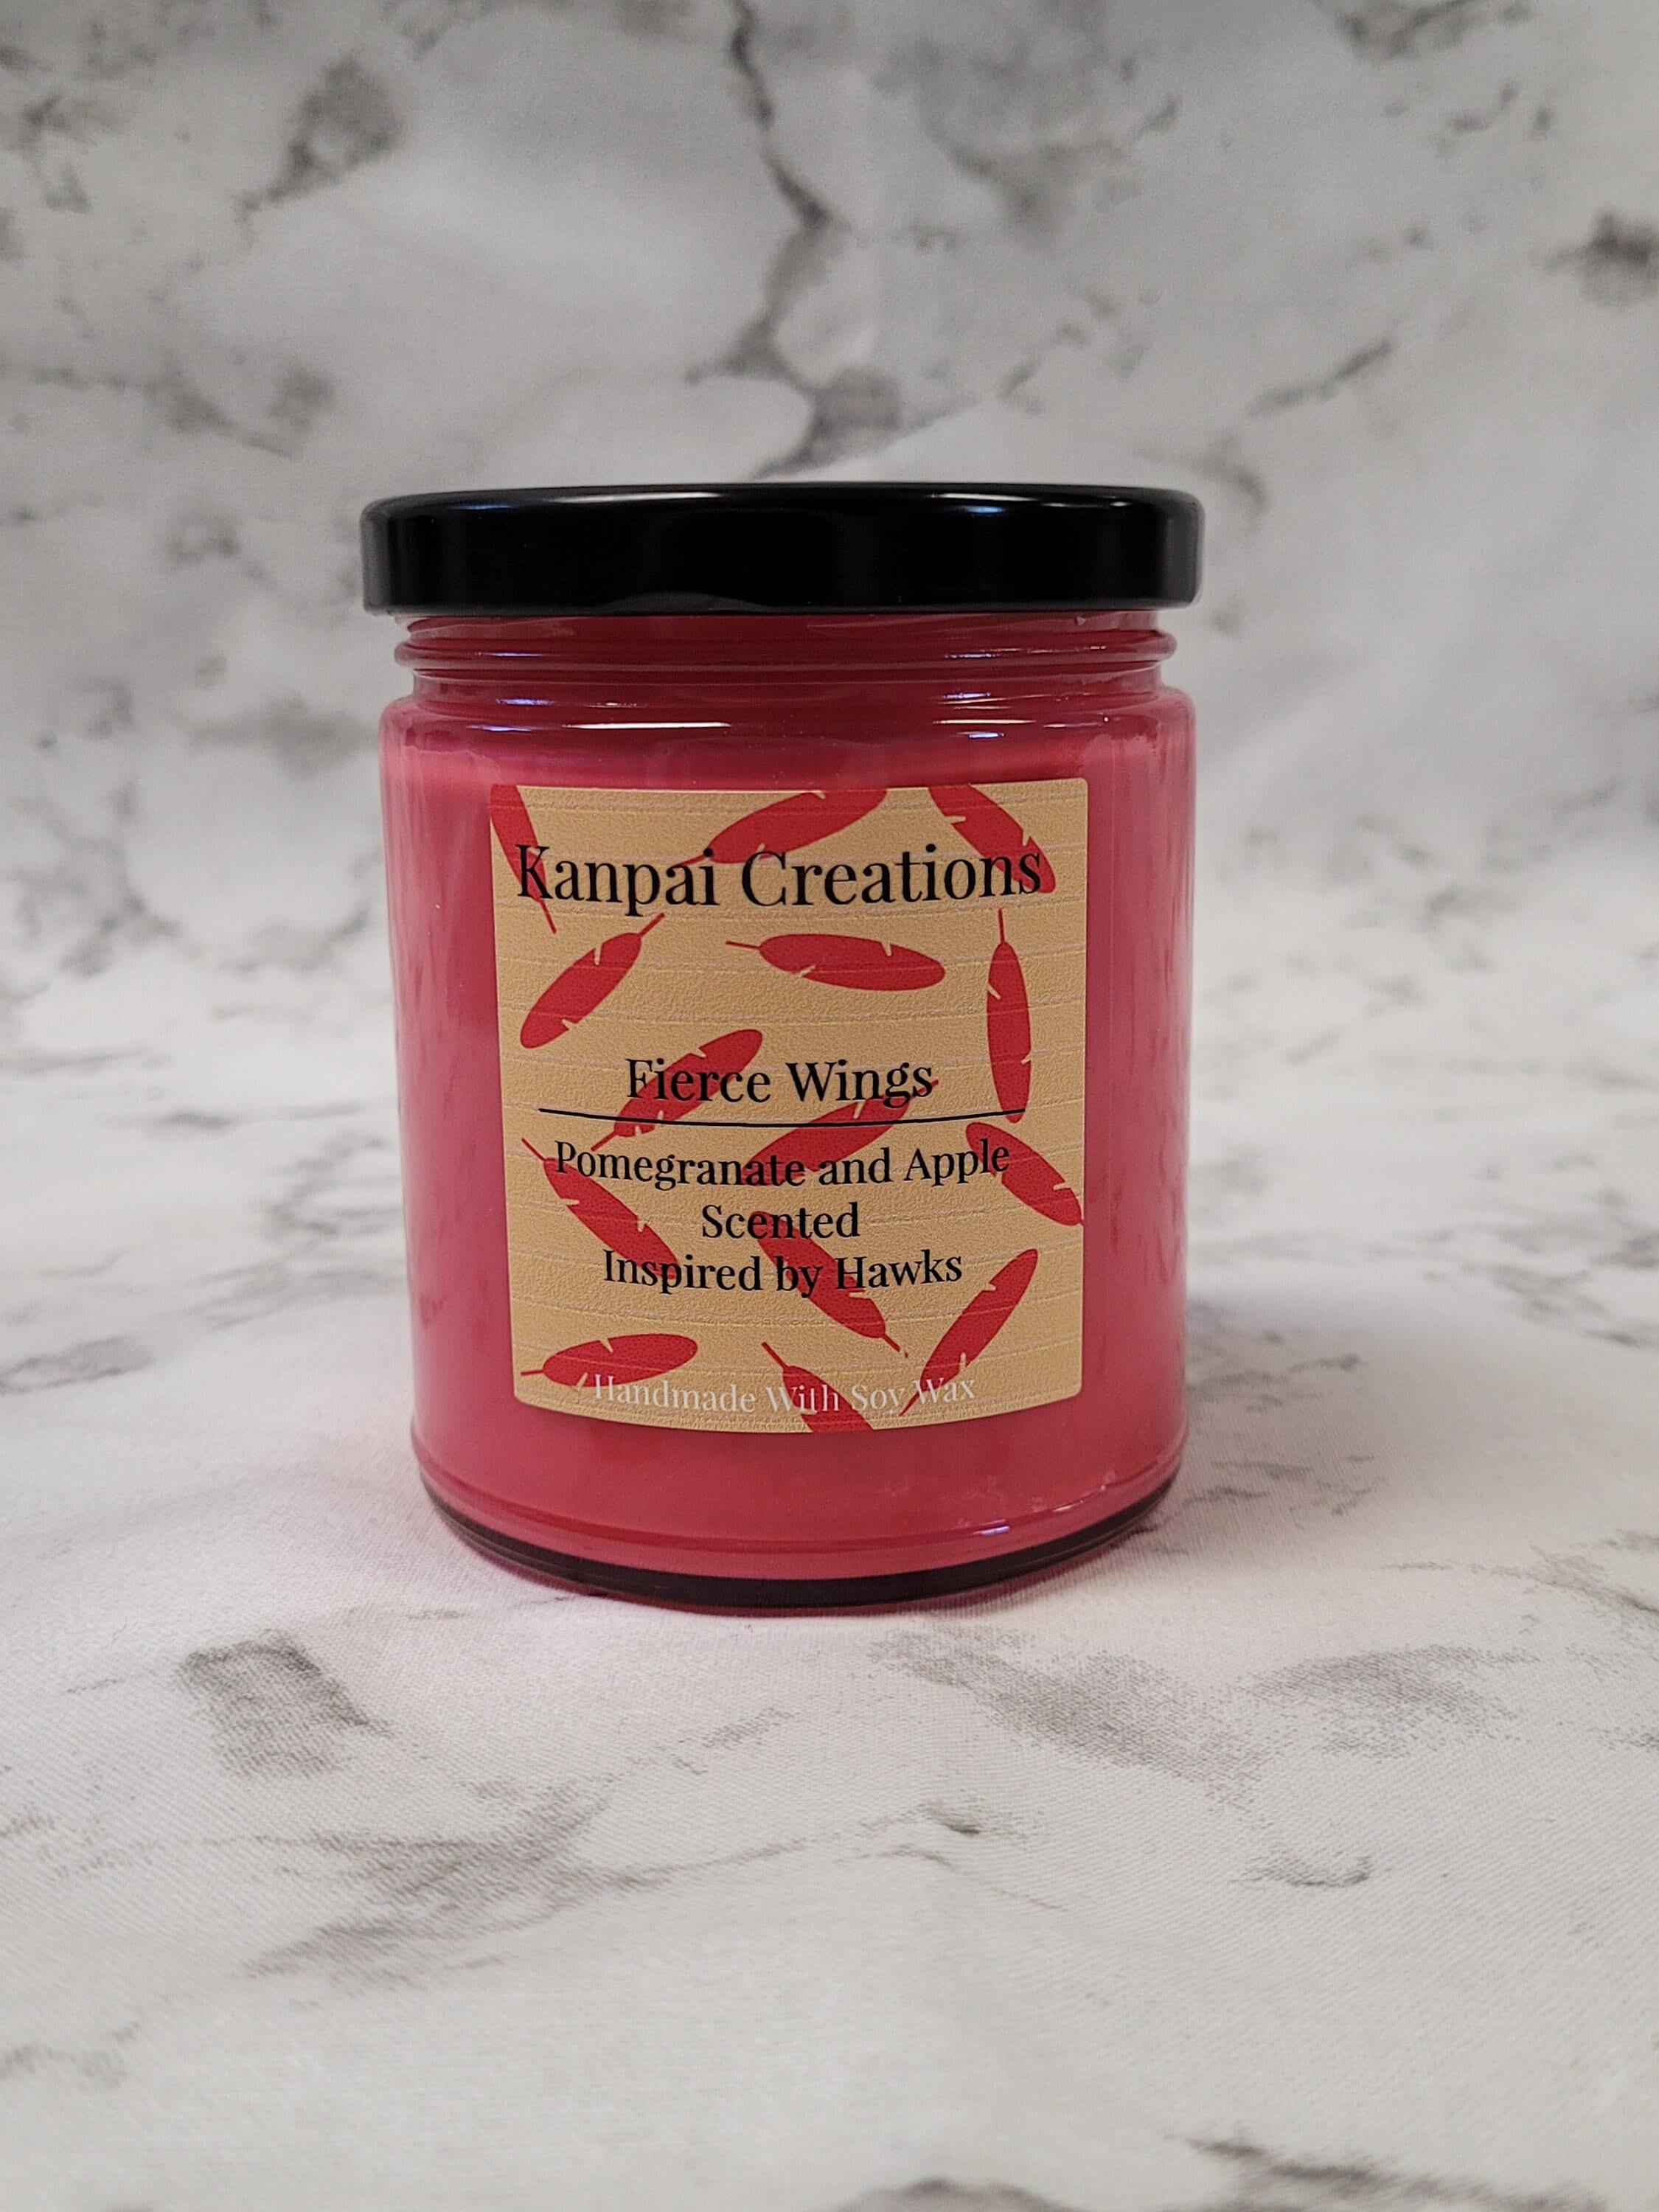 Kanpai Creations
Fierce Wings
Pomegranate and Apple
Scented
Inspired by Hawks
Handmade With Soy Wax